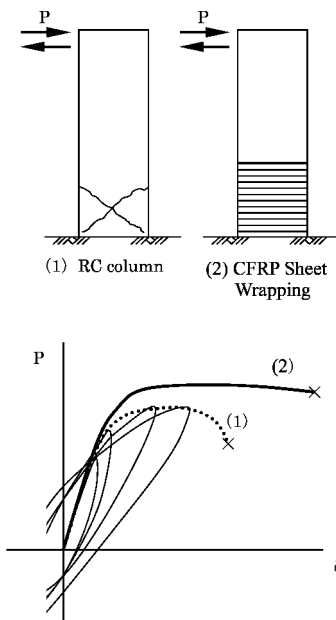 P
P
(1) RC column
(2) CFRP Sheet
Wrapping
P
(2)
(1)